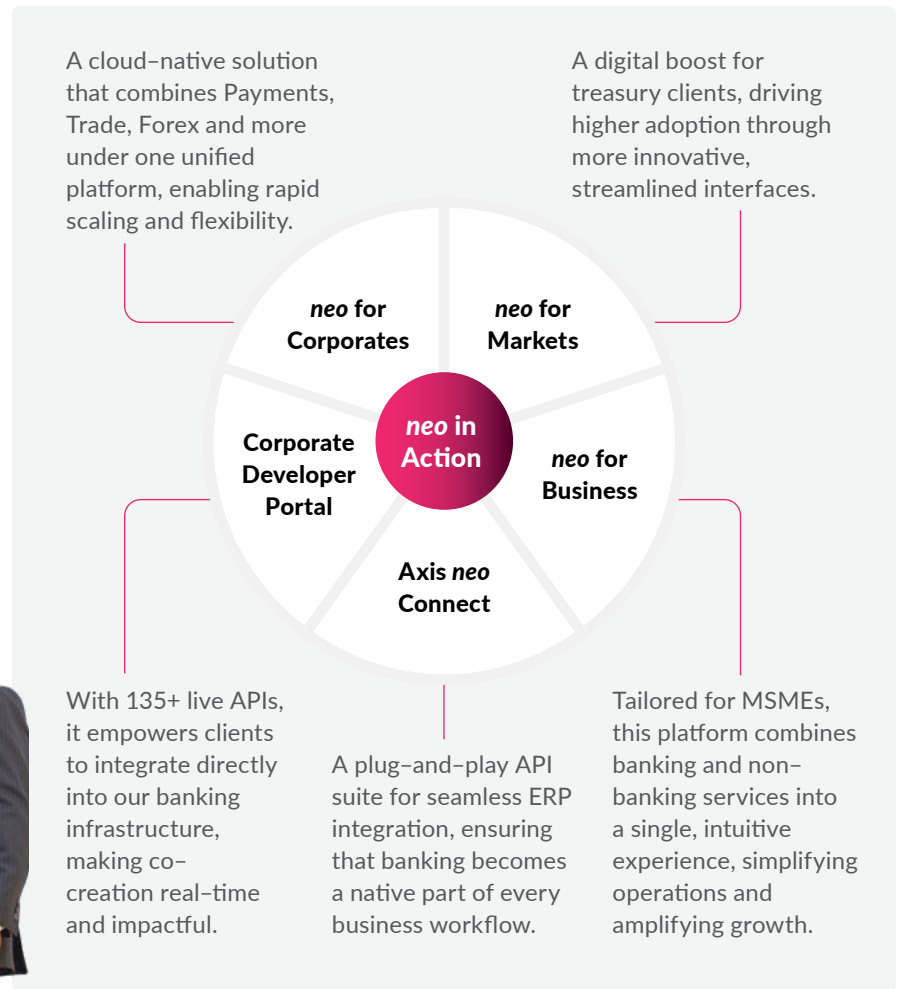 A cloud–native solution
that combines Payments,
Trade, Forex and more
under one unified
platform, enabling rapid
scaling and flexibility.
A digital boost for
treasury clients, driving
higher adoption through
more innovative,
streamlined interfaces.
neo for
Corporates
neo for
Markets
neo in
Action
Corporate
Developer
Portal
neo for
Business
Axis neo
Connect
With 135+ live APIs,
it empowers clients
to integrate directly
into our banking
infrastructure,
making co–
creation real–time
and impactful.
A plug–and–play API
suite for seamless ERP
integration, ensuring
that banking becomes
a native part of every
business workflow.
Tailored for MSMEs,
this platform combines
banking and non–
banking services into
a single, intuitive
experience, simplifying
operations and
amplifying growth.